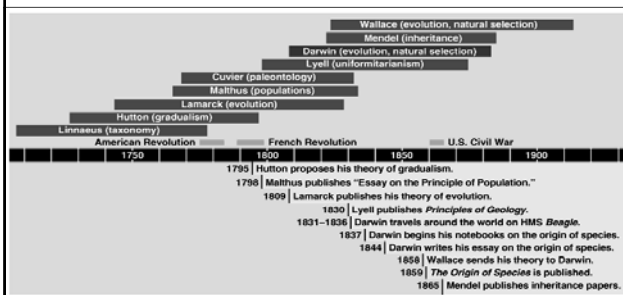 Wallace (evolution, natural selection)
Mendel (inheritance)
Darwin (evolution, natural selection)
Lyell (uniformitarianism)
Cuvier (paleontology)
Malthus (populations)
Lamarck (evolution)
Hutton (gradualism)
Linnaeus (taxonomy)
American Revolution French Revolution U.S. Civil War
1750 1800 1850 1900
1795 Hutton proposes his theory of gradualism.
1798 Malthus publishes “Essay on the Principle of Population.”
1809 Lamarck publishes his theory of evolution.
1830 Lyell publishes Principles of Geology.
1831–1836 Darwin travels around the world on HMS Beagle.
1837 Darwin begins his notebooks on the origin of species.
1844 Darwin writes his essay on the origin of species.
1858 Wallace sends his theory to Darwin.
1859 The Origin of Species is published.
1865 Mendel publishes inheritance papers.